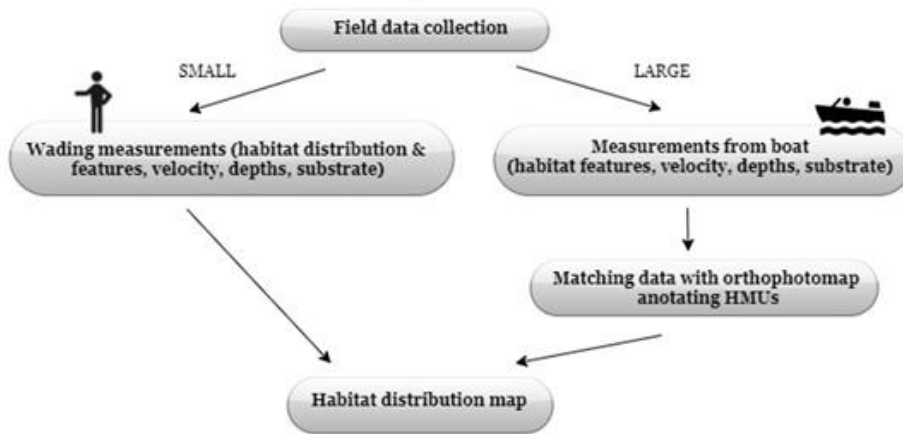 Field data collection
SMALL
LARGE
Wading measurements (habitat distribution &
features, velocity, depths, substrate)
Measurements from boat
(habitat features, velocity, depths, substrate)
Matching data with orthophotomap
anotating HMUs
Habitat distribution map